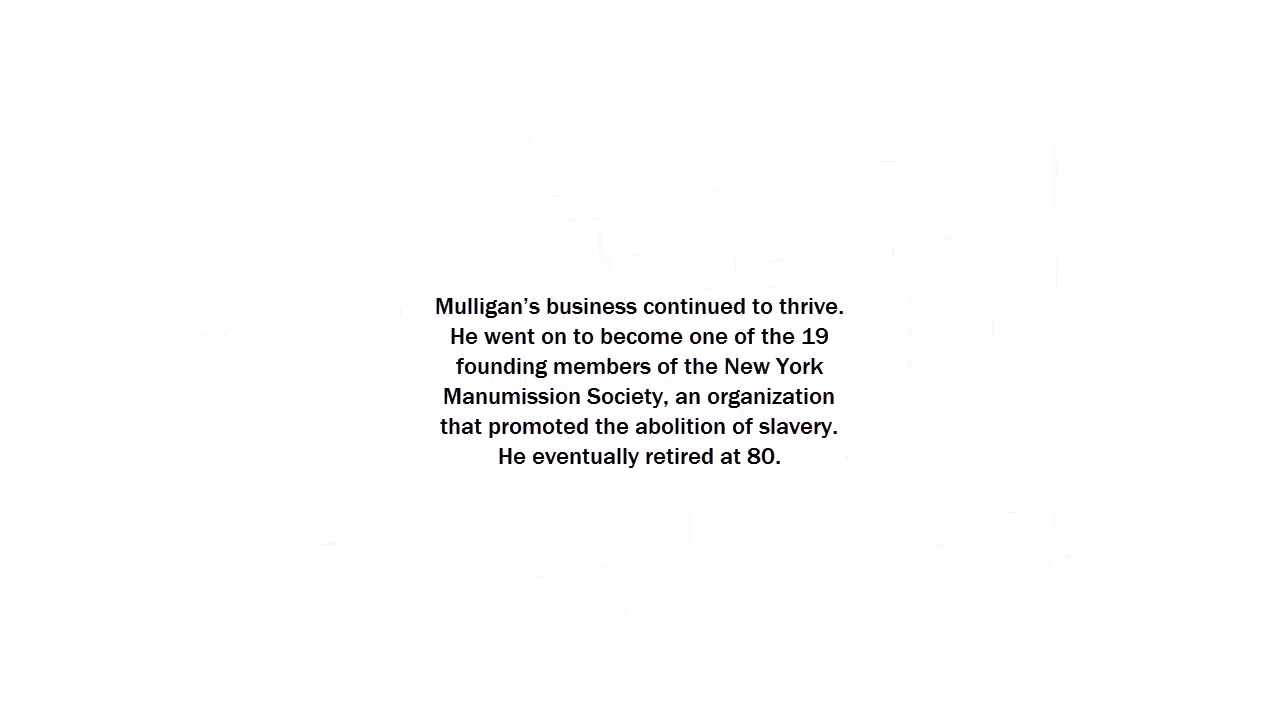 Mulligan’s business continued to thrive.
He went on to become one of the 19
founding members of the New York
Manumission Society, an organization
that promoted the abolition of slavery.
He eventually retired at 80.